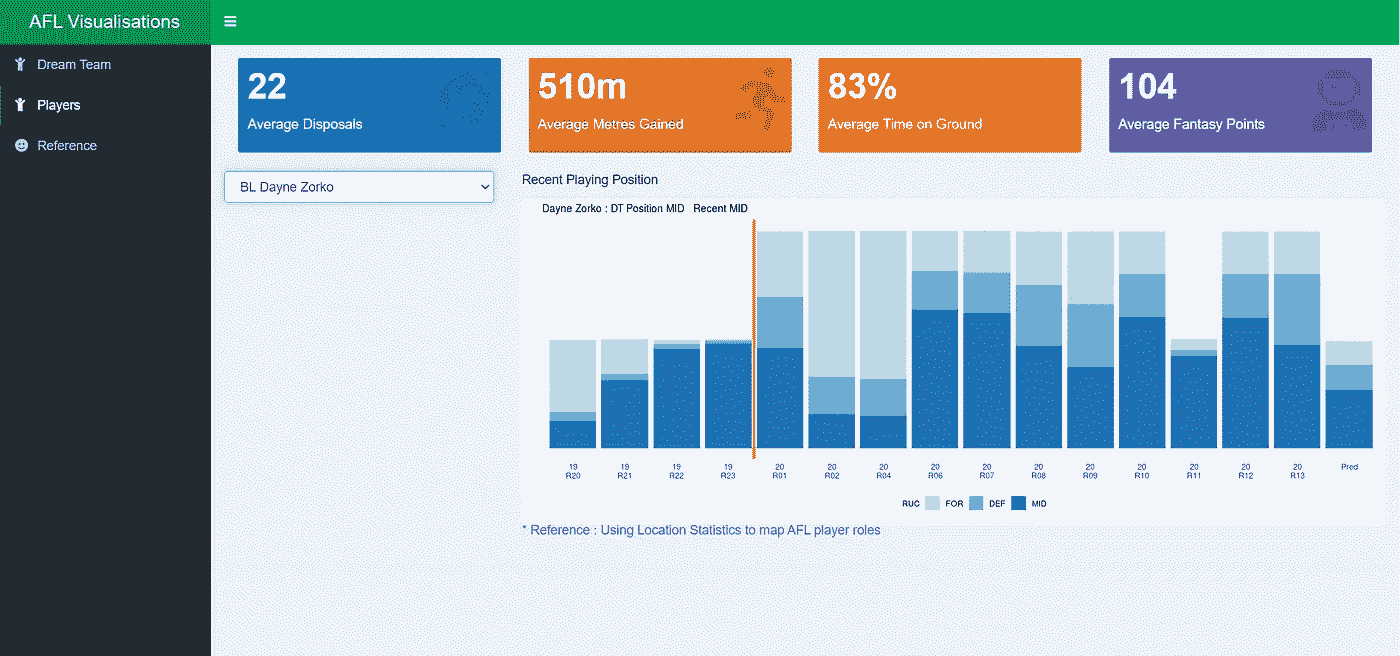 AFL Visualisations
Dream Team
Players
Reference
22
Average Disposals
510m
Average Metres Gained
83%
Average Time on Ground
104
Average Fantasy Points
BL Dayne Zorko
Recent Playing Position
Dayne Zorko : DT Position MID Recent MID
19 19 19 19 20 20 20 20 20 20 20 20 20 20 20 Pred
R20 R21 R22 R23 R01 R02 R04 R06 R07 R08 R09 R10 R11 R12 R13
RUC FOR DEF MID
* Reference : Using Location Statistics to map AFL player roles